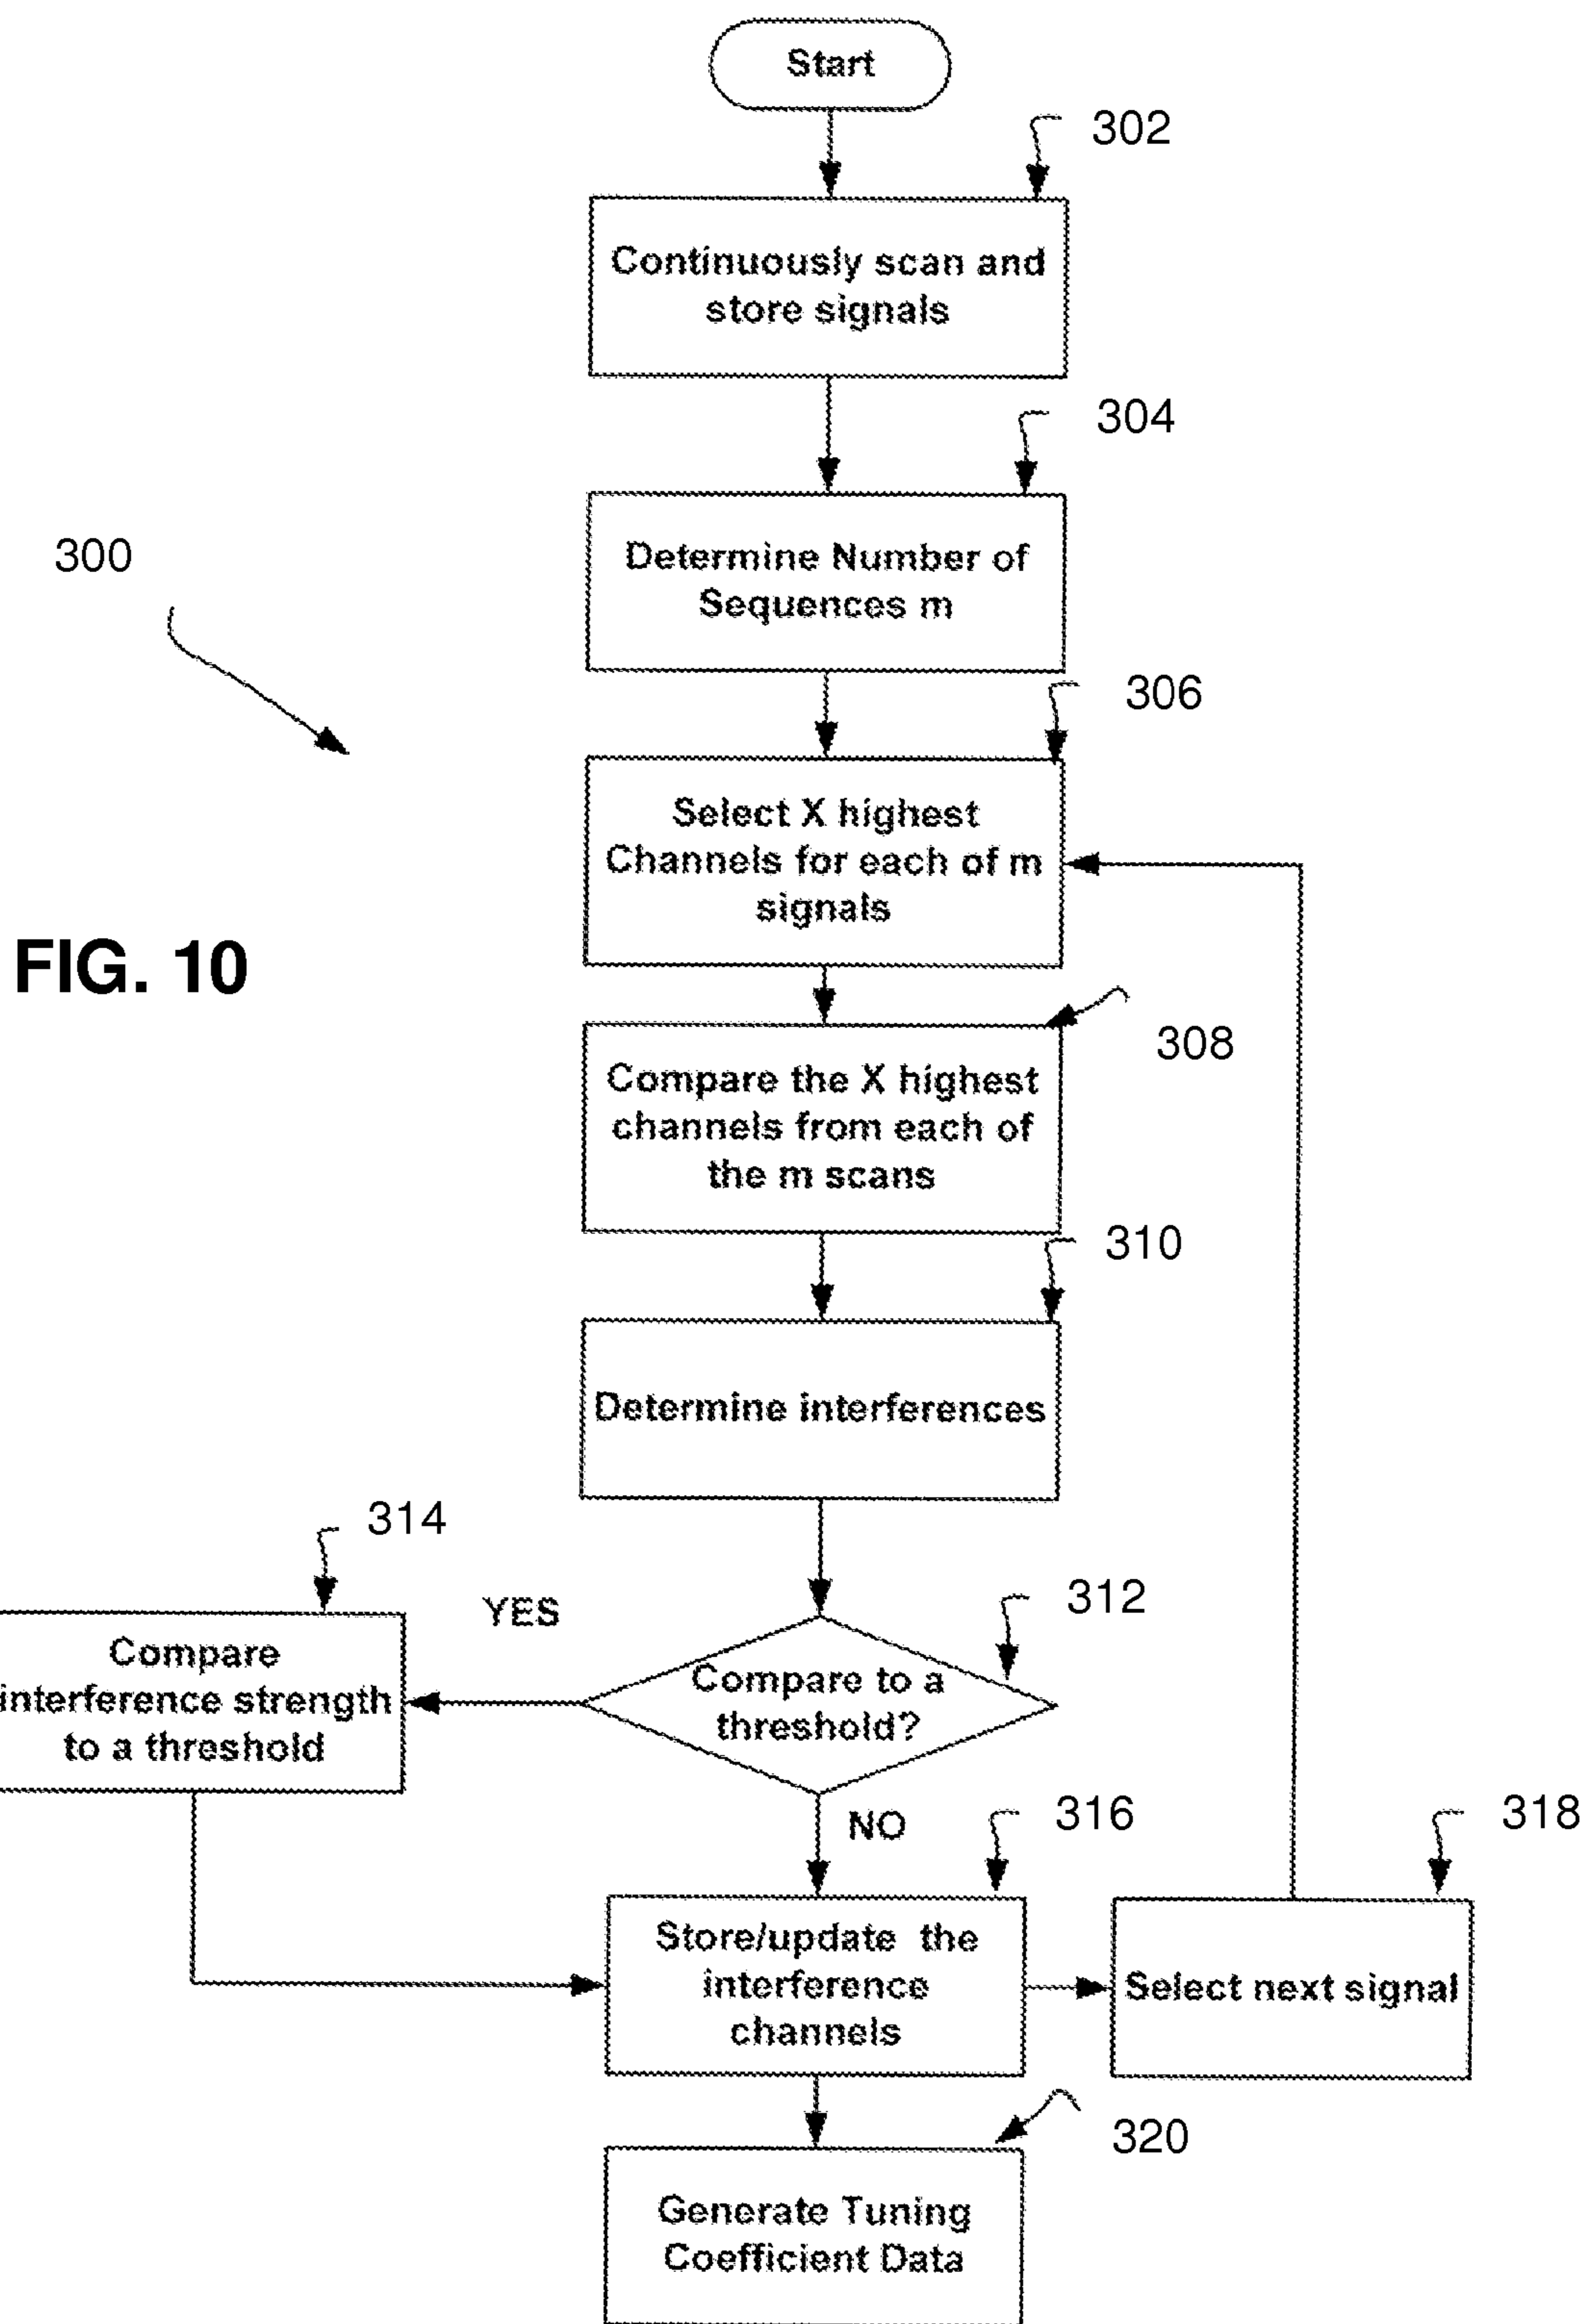 Start
302
Continuously scan and
store signals
304
Determine Number of
Sequences m
300
306
Select X highest
Channels for each of m
signals
FIG. 10
308
Compare the X highest
channels from each of
the m scans
310
Determine interferences
314
YES
312
Compare
interference strength
to a threshold
Compare to a
threshold?
NO
316
318
Store/update the
interference
channels
Select next signal
320
Generate Tuning
Coefficient Data